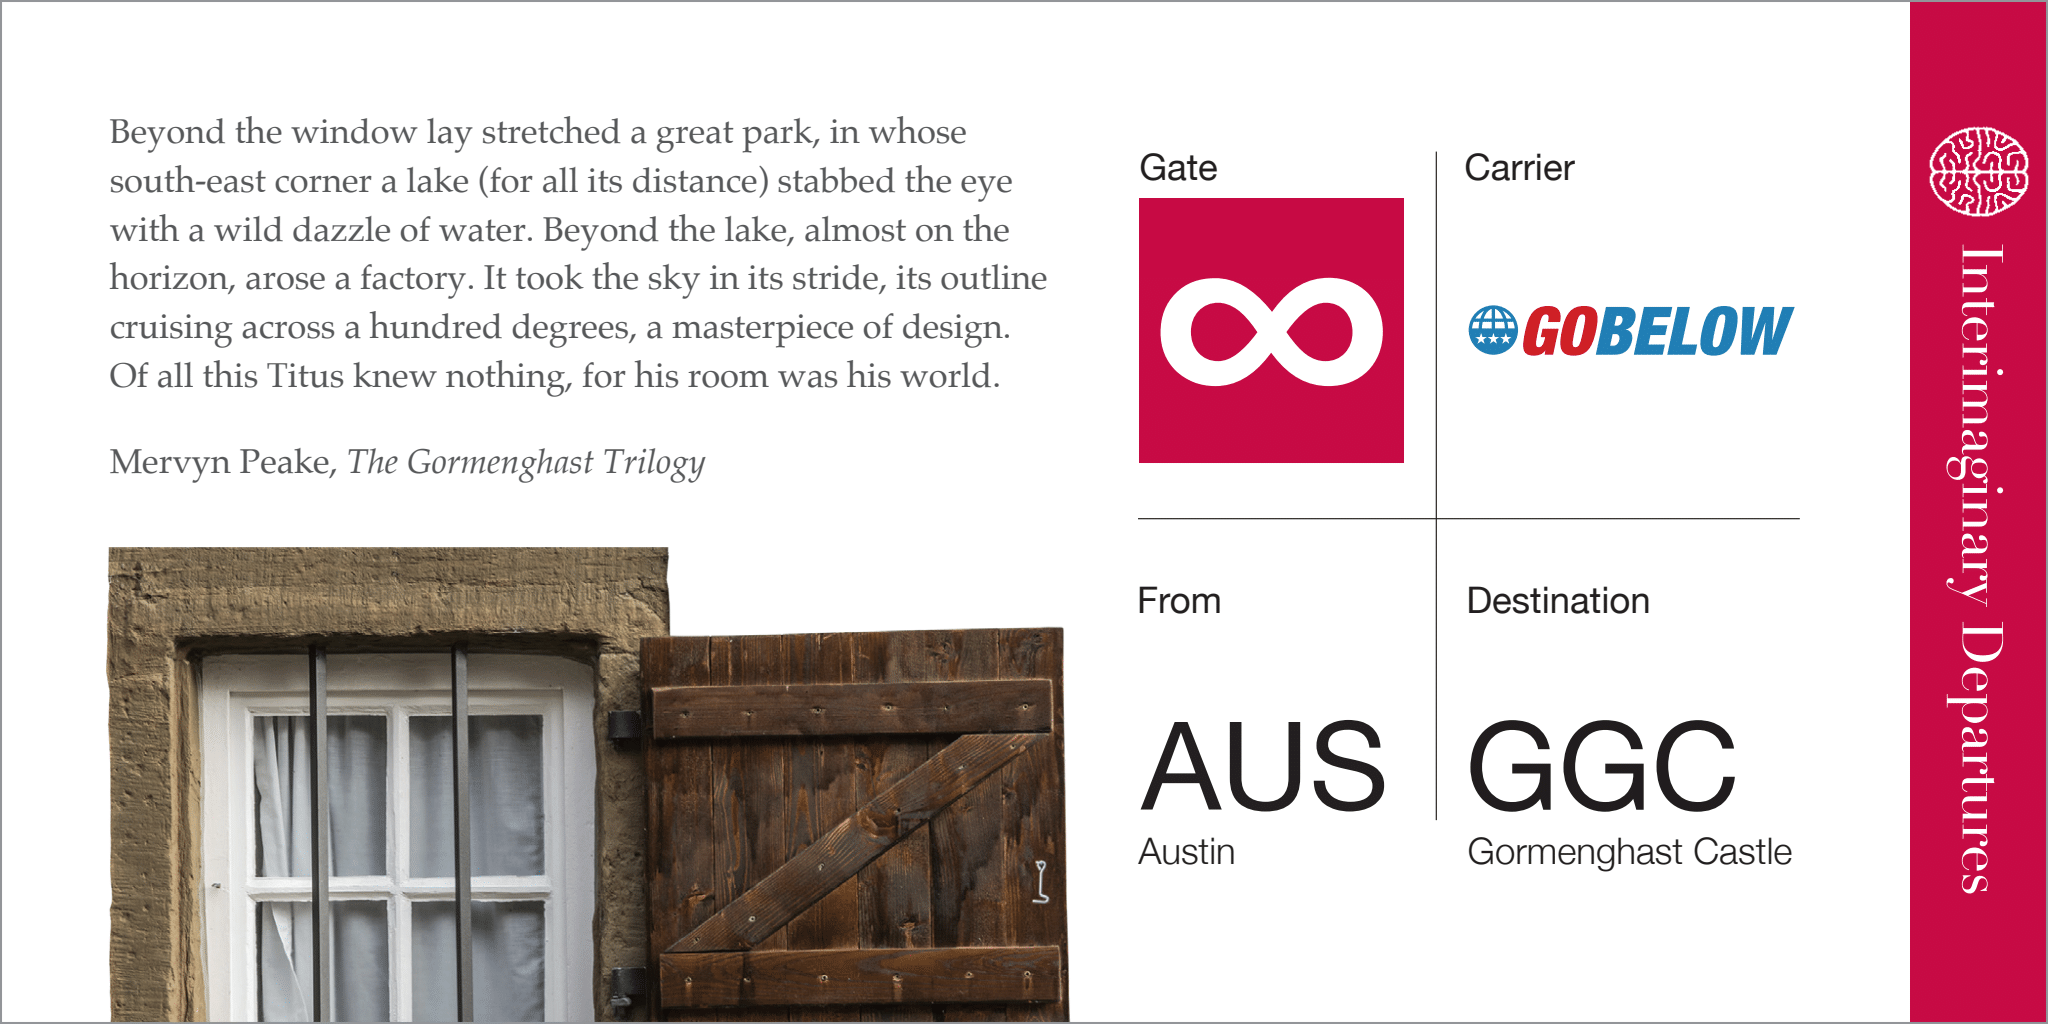 Beyond the window lay stretched a great park, in whose
south-east corner a lake (for all its distance) stabbed the eye
with a wild dazzle of water. Beyond the lake, almost on the
horizon, arose a factory. It took the sky in its stride, its outline
cruising across a hundred degrees, a masterpiece of design.
Of all this Titus knew nothing, for his room was his world.
Mervyn Peake, The Gormenghast Trilogy
Gate
∞
Carrier
GOBELOW
From
AUS
Austin
Destination
GGC
Gormenghast Castle
Interimaginary Departures